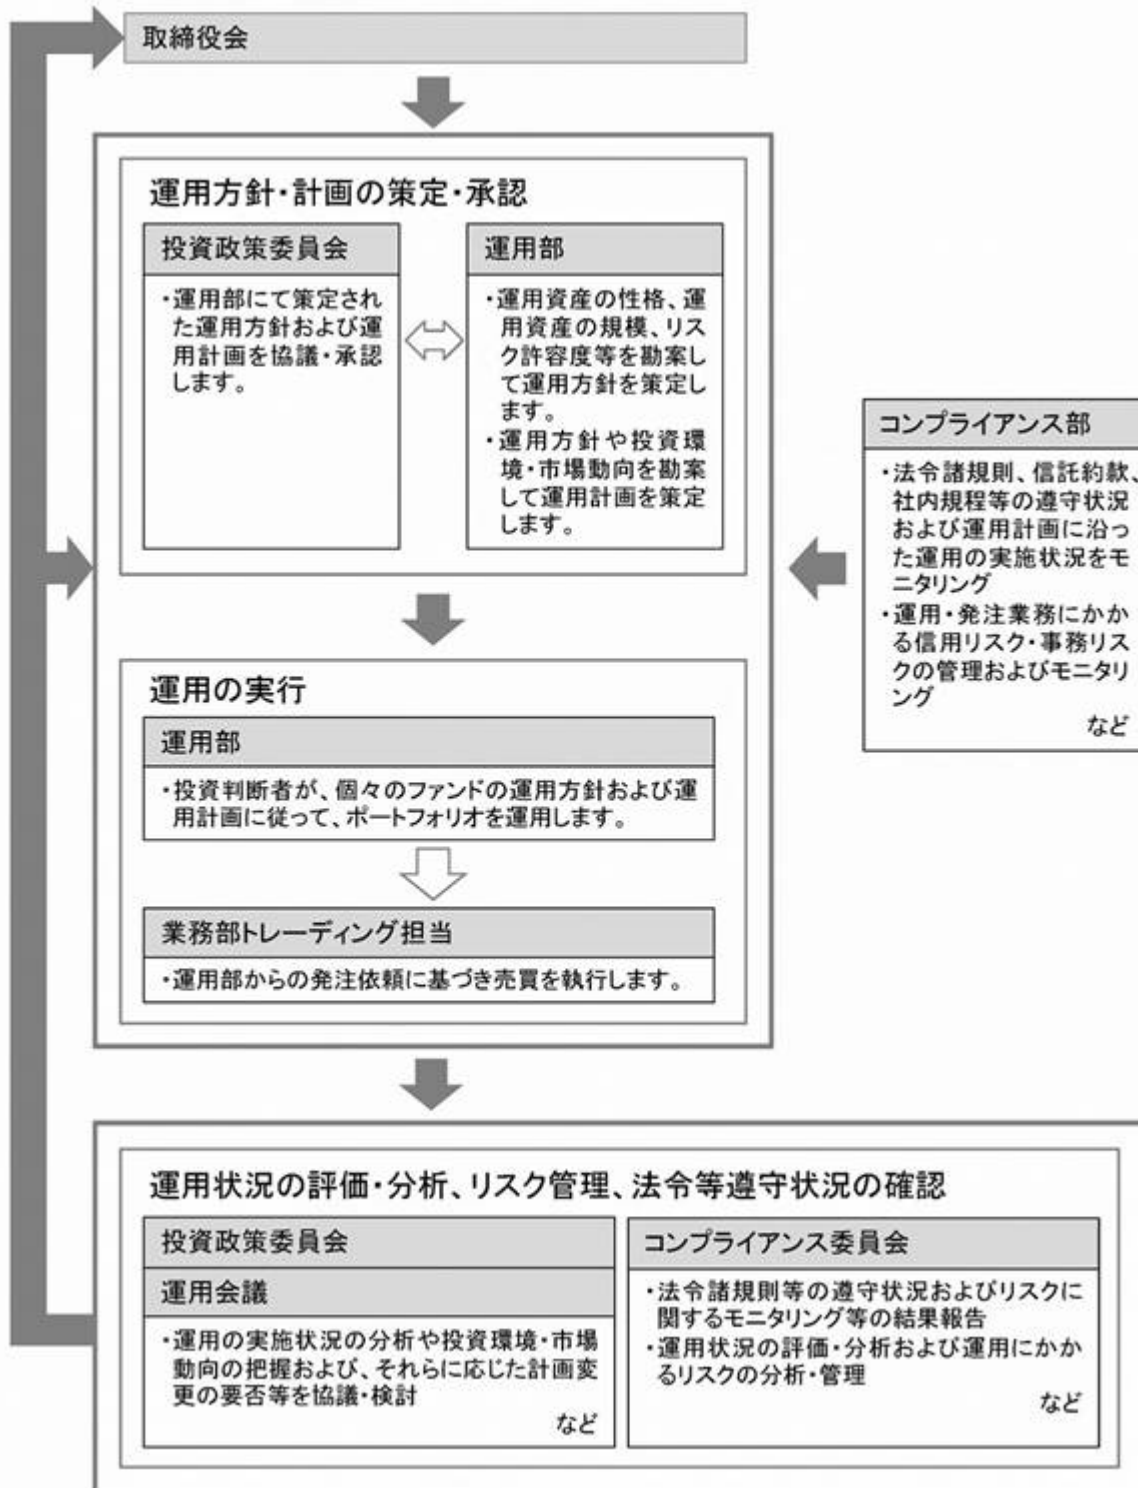 取締役会
運用方針・計画の策定・承認
投資政策委員会
・運用部にて策定され
た運用方針および運
用計画を協議・承認
します。
運用部
・運用資産の性格、運
用資産の規模、リス
ク許容度等を勘案し
て運用方針を策定し
ます。
・運用方針や投資環
境・市場動向を勘案
して運用計画を策定
します。
コンプライアンス部
・法令諸規則、信託約款、
社内規程等の遵守状況
および運用計画に沿っ
た運用の実施状況をモ
ニタリング
・運用・発注業務にかか
る信用リスク・事務リス
クの管理およびモニタリ
ング
など
運用の実行
運用部
・投資判断者が、個々のファンドの運用方針および運
用計画に従って、ポートフォリオを運用します。
業務部トレーディング担当
・運用部からの発注依頼に基づき売買を執行します。
運用状況の評価・分析、リスク管理、法令等遵守状況の確認
投資政策委員会
運用会議
・運用の実施状況の分析や投資環境・市場
動向の把握および、それらに応じた計画変
更の要否等を協議・検討
など
コンプライアンス委員会
・法令諸規則等の遵守状況およびリスクに
関するモニタリング等の結果報告
・運用状況の評価・分析および運用にかか
るリスクの分析・管理
など